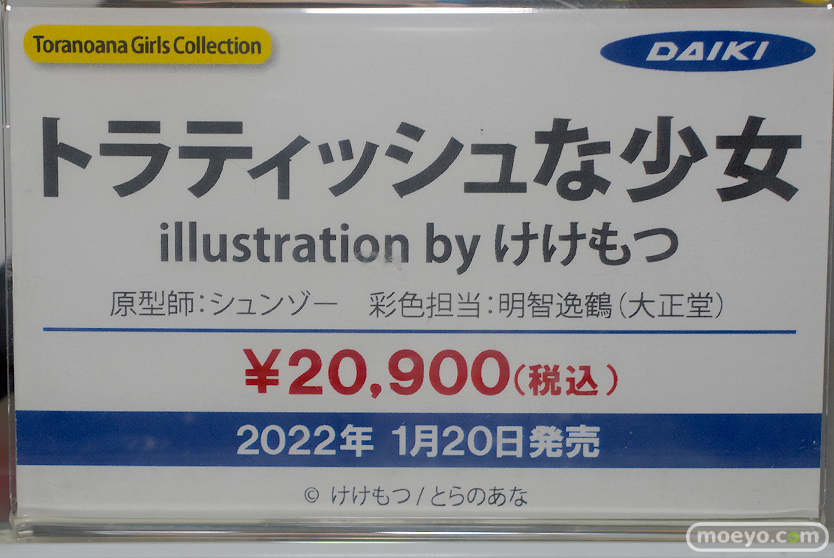 Toranoana Girls Collection
DAIKI
トラティッシュな少女
illustration by けけもつ
原型師：シュンゾー　彩色担当：明智逸鶴（大正堂）
¥20,900（税込）
2022年 1月20日発売
© けけもつ / とらのあな
moeyo.com